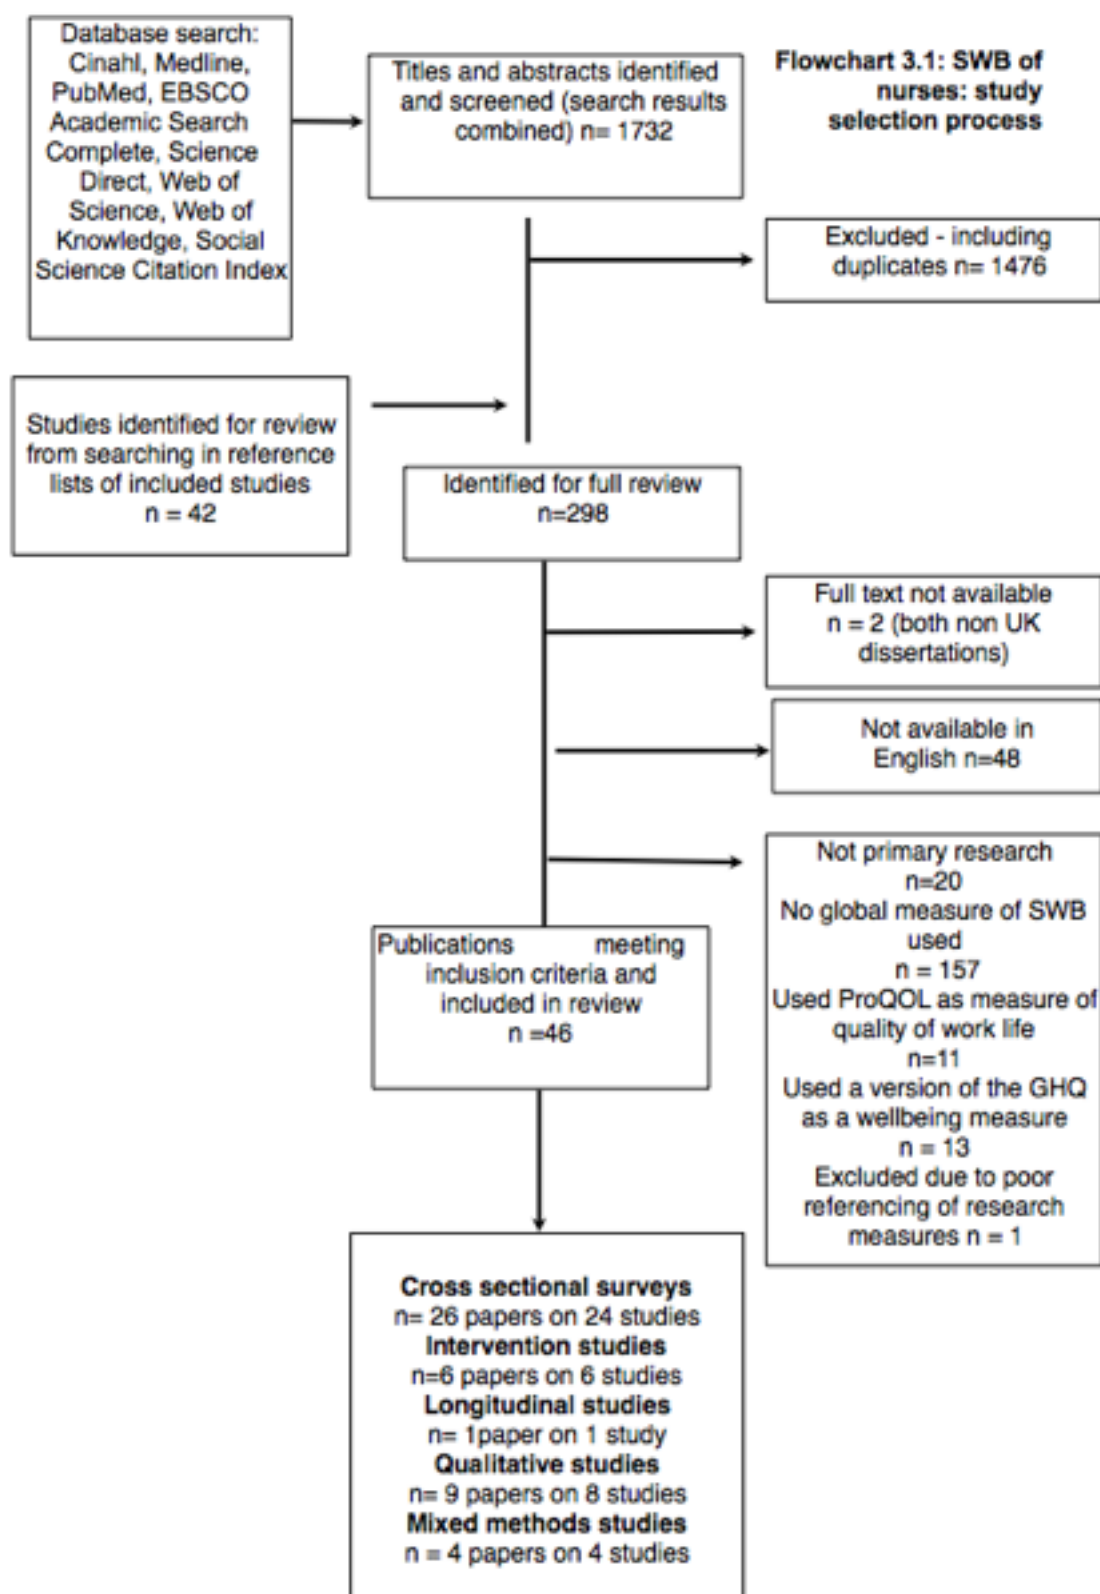 Database search:
Cinahl, Medline,
PubMed, EBSCO
Academic Search
Complete, Science
Direct, Web of
Science, Web of
Knowledge, Social
Science Citation Index
Titles and abstracts identified
and screened (search results
combined) n= 1732
Flowchart 3.1: SWB of
nurses: study
selection process
Excluded - including
duplicates n= 1476
Studies identified for review
from searching in reference
lists of included studies
n = 42
Identified for full review
n=298
Full text not available
n = 2 (both non UK
dissertations)
Not available in
English n=48
Not primary research
n=20
No global measure of SWB
used
n = 157
Used ProQOL as measure of
quality of work life
n=11
Used a version of the GHQ
as a wellbeing measure
n = 13
Excluded due to poor
referencing of research
measures n = 1
Publications meeting
inclusion criteria and
included in review
n =46
Cross sectional surveys
n= 26 papers on 24 studies
Intervention studies
n=6 papers on 6 studies
Longitudinal studies
n= 1paper on 1 study
Qualitative studies
n= 9 papers on 8 studies
Mixed methods studies
n = 4 papers on 4 studies